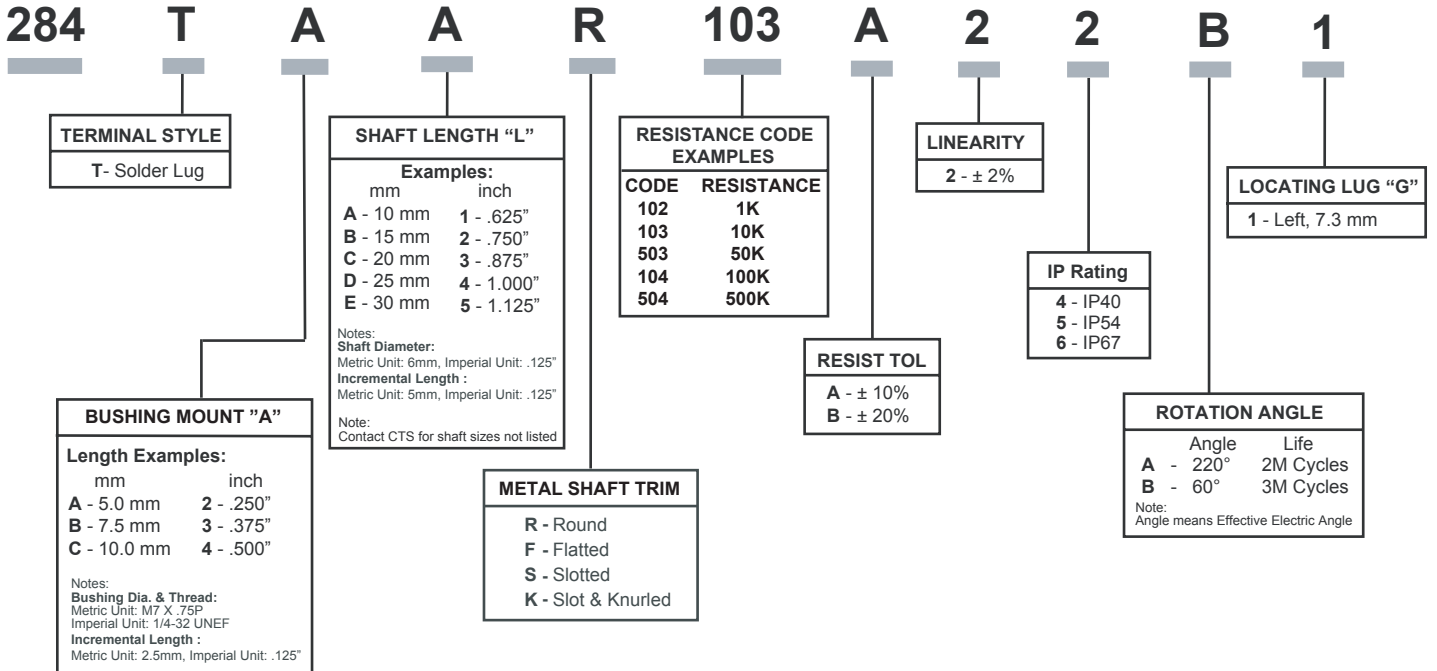 284 T A A R 103 A 2 2 B 1
TERMINAL STYLE
T- Solder Lug
BUSHING MOUNT ”A"
Length Examples:
mm inch
A - 5.0 mm 2 - .250”
B - 7.5 mm 3 - .375”
C - 10.0 mm 4 - .500”
Notes:
Bushing Dia. & Thread:
Metric Unit: M7 X .75P
Imperial Unit: 1/4-32 UNEF
Incremental Length :
Metric Unit: 2.5mm, Imperial Unit: .125”
SHAFT LENGTH “L”
Examples:
mm inch
A - 10 mm 1 - .625”
B - 15 mm 2 - .750”
C - 20 mm 3 - .875”
D - 25 mm 4 - 1.000”
E - 30 mm 5 - 1.125”
Notes:
Shaft Diameter:
Metric Unit: 6mm, Imperial Unit: .125”
Incremental Length :
Metric Unit: 5mm, Imperial Unit: .125”
Note:
Contact CTS for shaft sizes not listed
METAL SHAFT TRIM
R - Round
F - Flatted
S - Slotted
K - Slot & Knurled
RESISTANCE CODE
EXAMPLES
CODE RESISTANCE
102 1K
103 10K
503 50K
104 100K
504 500K
RESIST TOL
A - ± 10%
B - ± 20%
LINEARITY
2 - ± 2%
IP Rating
4 - IP40
5 - IP54
6 - IP67
ROTATION ANGLE
Angle Life
A - 220° 2M Cycles
B - 60° 3M Cycles
Note:
Angle means Effective Electric Angle
LOCATING LUG “G”
1 - Left, 7.3 mm